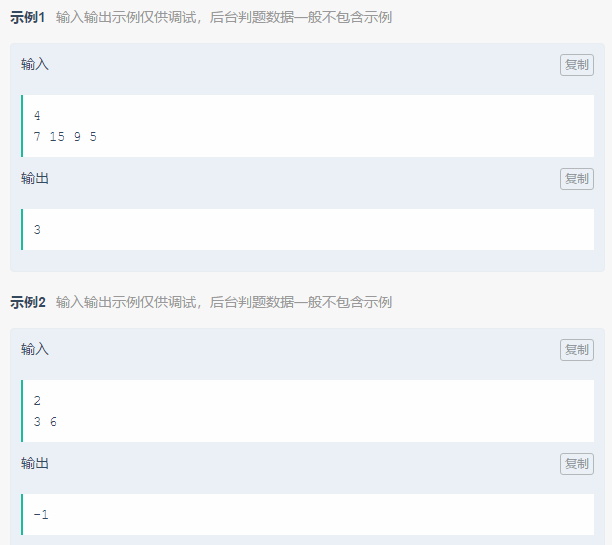 示例1 输入输出示例仅供调试，后台判题数据一般不包含示例
输入 复制
4
7 15 9 5
输出 复制
3
示例2 输入输出示例仅供调试，后台判题数据一般不包含示例
输入 复制
2
3 6
输出 复制
-1